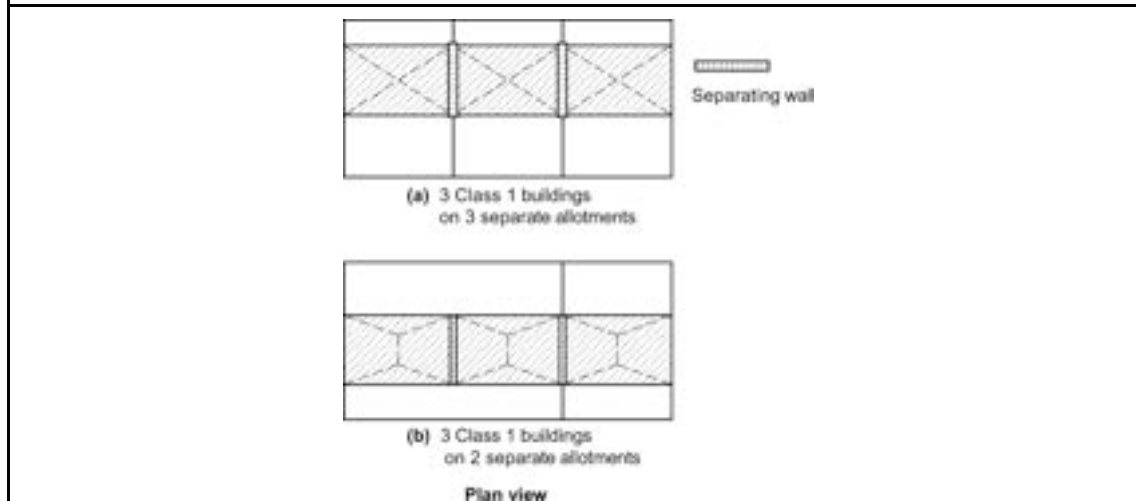 Separating wall
(a) 3 Class 1 buildings
on 3 separate allotments
(b) 3 Class 1 buildings
on 2 separate allotments
Plan view